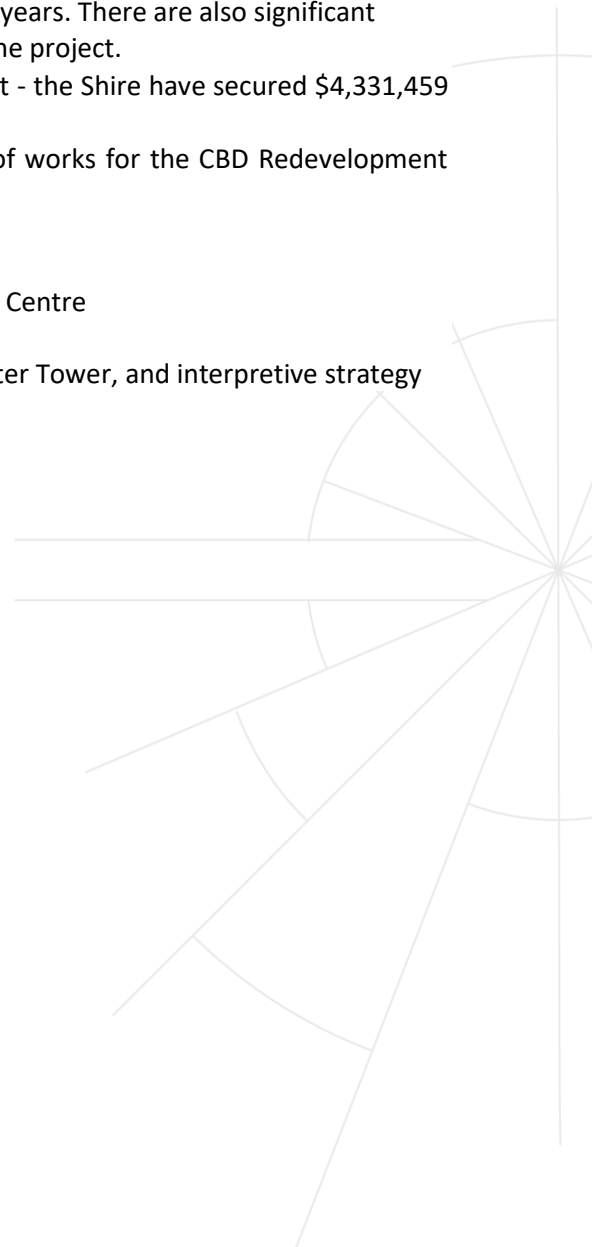 years. There are also significant
ne project.
t - the Shire have secured $4,331,459
of works for the CBD Redevelopment
Centre
ter Tower, and interpretive strategy